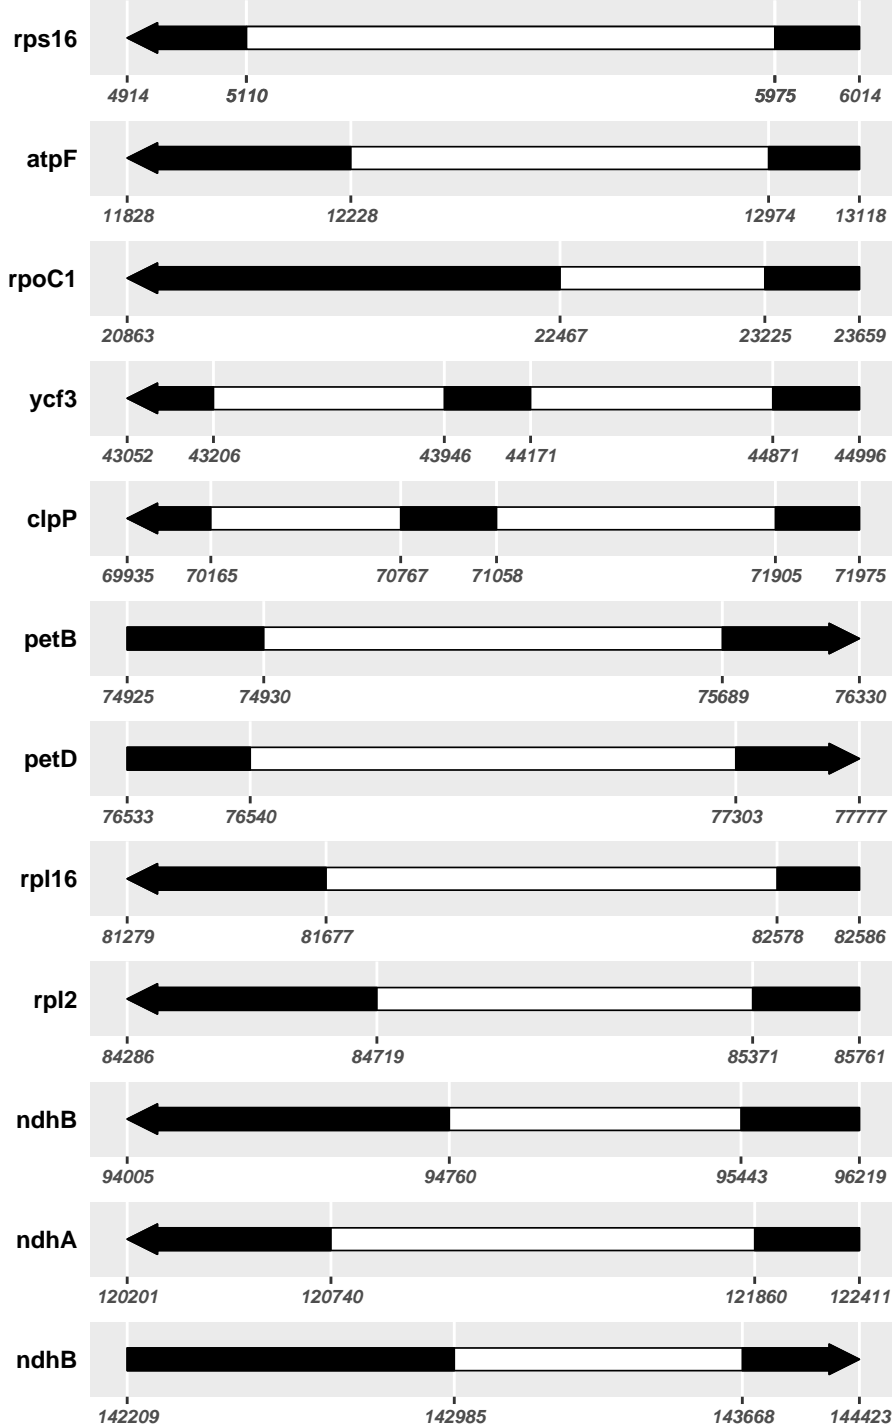 rps16
4914 5110 5975 6014
atpF
11828 12228 12974 13118
rpoC1
20863 22467 23225 23659
ycf3
43052 43206 43946 44171 44871 44996
clpP
69935 70165 70767 71058 71905 71975
petB
74925 74930 75689 76330
petD
76533 76540 77303 77777
rpl16
81279 81677 82578 82586
rpl2
84286 84719 85371 85761
ndhB
94005 94760 95443 96219
ndhA
120201 120740 121860 122411
ndhB
142209 142985 143668 144423